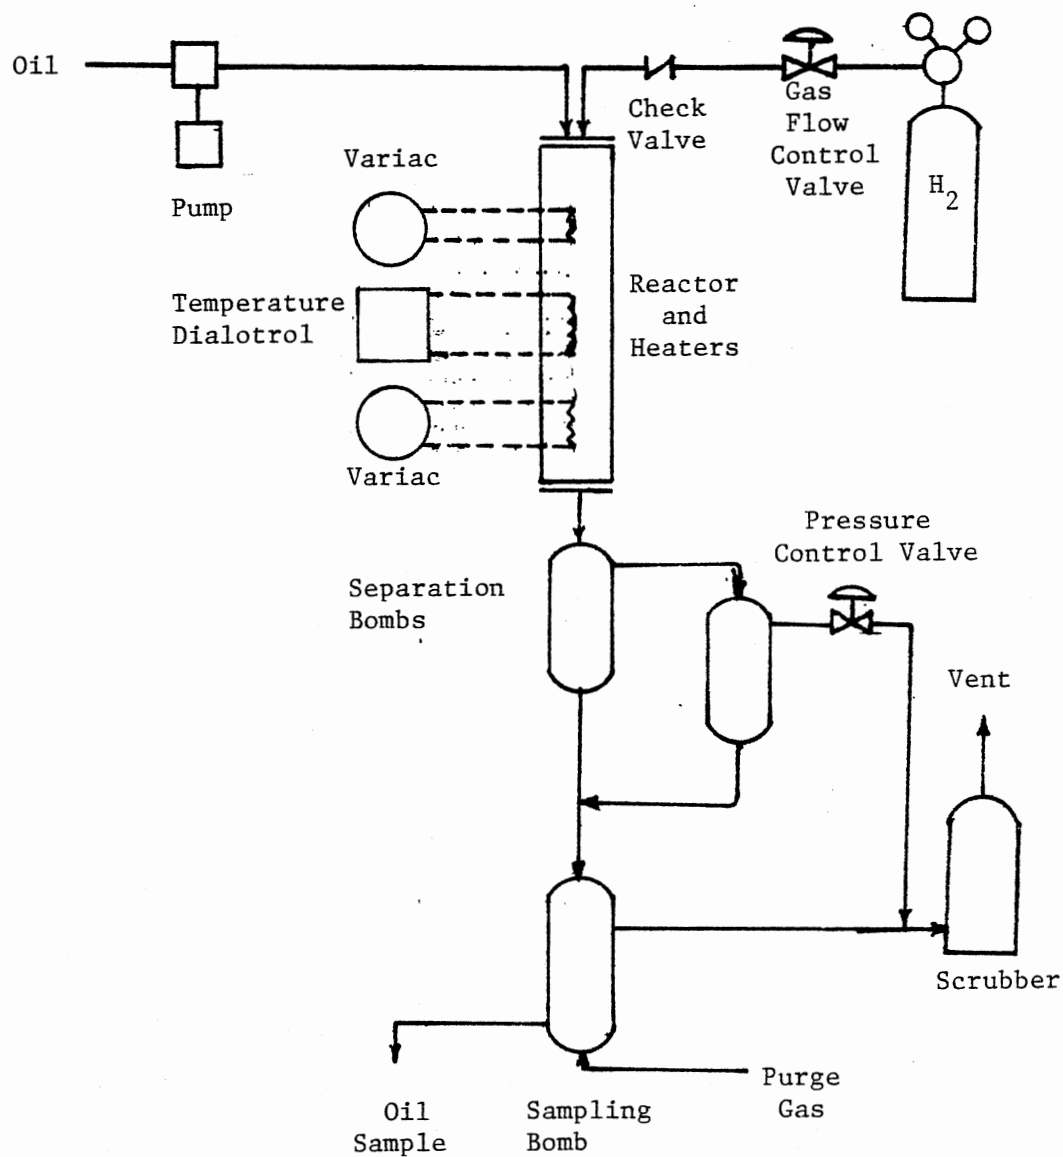 Oil
Pump
Variac
Check
Valve
Gas
Flow
Control
Valve
H2
Temperature
Dialotrol
Reactor
and
Heaters
Variac
Pressure
Control Valve
Separation
Bombs
Vent
Scrubber
Purge
Gas
Oil
Sample
Sampling
Bomb